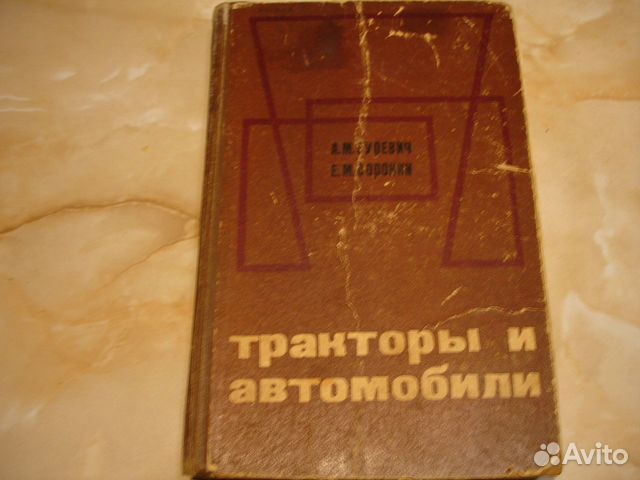 А.М.ГУРЕВИЧ
Е.М.СОРОКИН
тракторы и
автомобили
Avito